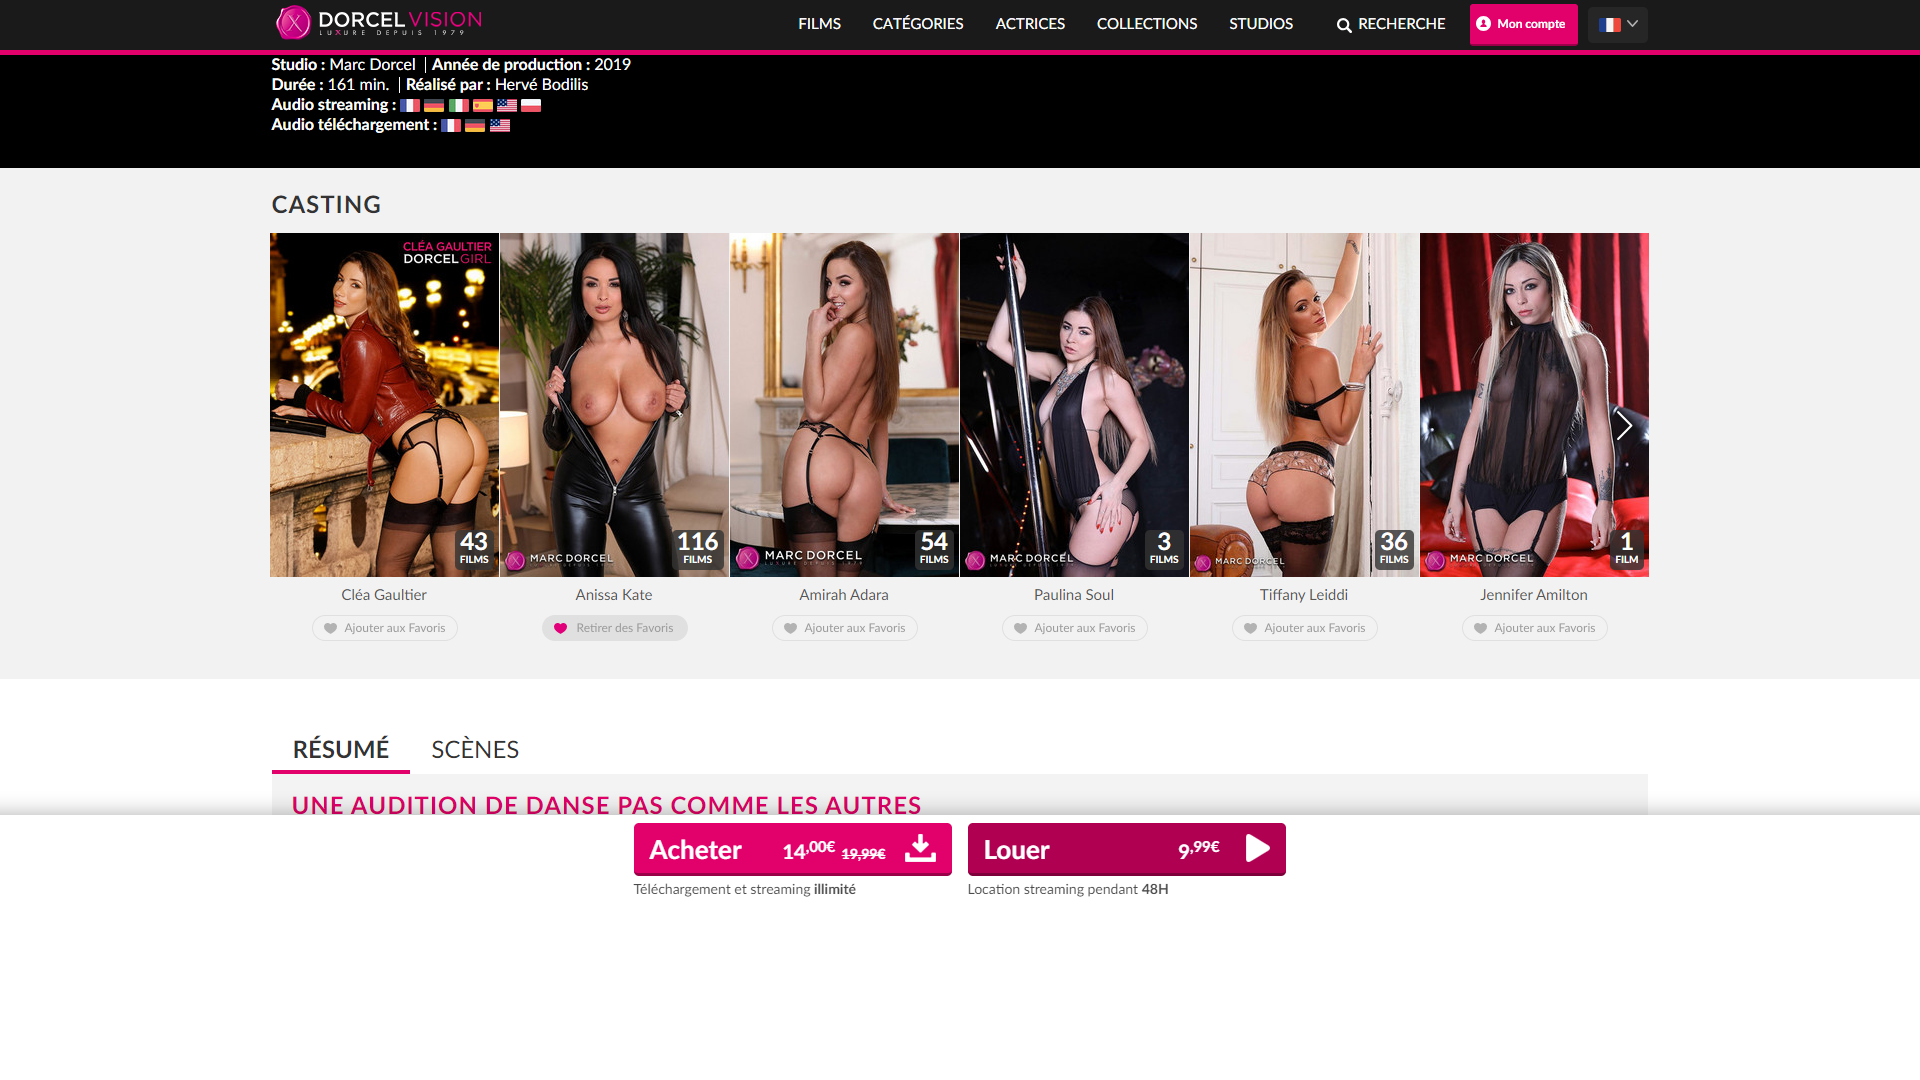 DORCEL VISION
LUXURE DEPUIS 1979
FILMS
CATÉGORIES
ACTRICES
COLLECTIONS
STUDIOS
RECHERCHE
Mon compte
Studio : Marc Dorcel | Année de production : 2019
Durée : 161 min. | Réalisé par : Hervé Bodilis
Audio streaming :
Audio téléchargement :
CASTING
CLÉA GAULTIER
DORCELGIRL
43
FILMS
MARC DORCEL
116
FILMS
MARC DORCEL
LUXURE DEPUIS 1979
54
FILMS
MARC DORCEL
3
FILMS
MARC DORCEL
36
FILMS
MARC DORCEL
1
FILM
Cléa Gaultier
Anissa Kate
Amirah Adara
Paulina Soul
Tiffany Leiddi
Jennifer Amilton
Ajouter aux Favoris
Retirer des Favoris
Ajouter aux Favoris
Ajouter aux Favoris
Ajouter aux Favoris
Ajouter aux Favoris
RÉSUMÉ
SCÈNES
UNE AUDITION DE DANSE PAS COMME LES AUTRES
Acheter 14,00€ 19,99€
Louer 9,99€
Téléchargement et streaming illimité
Location streaming pendant 48H